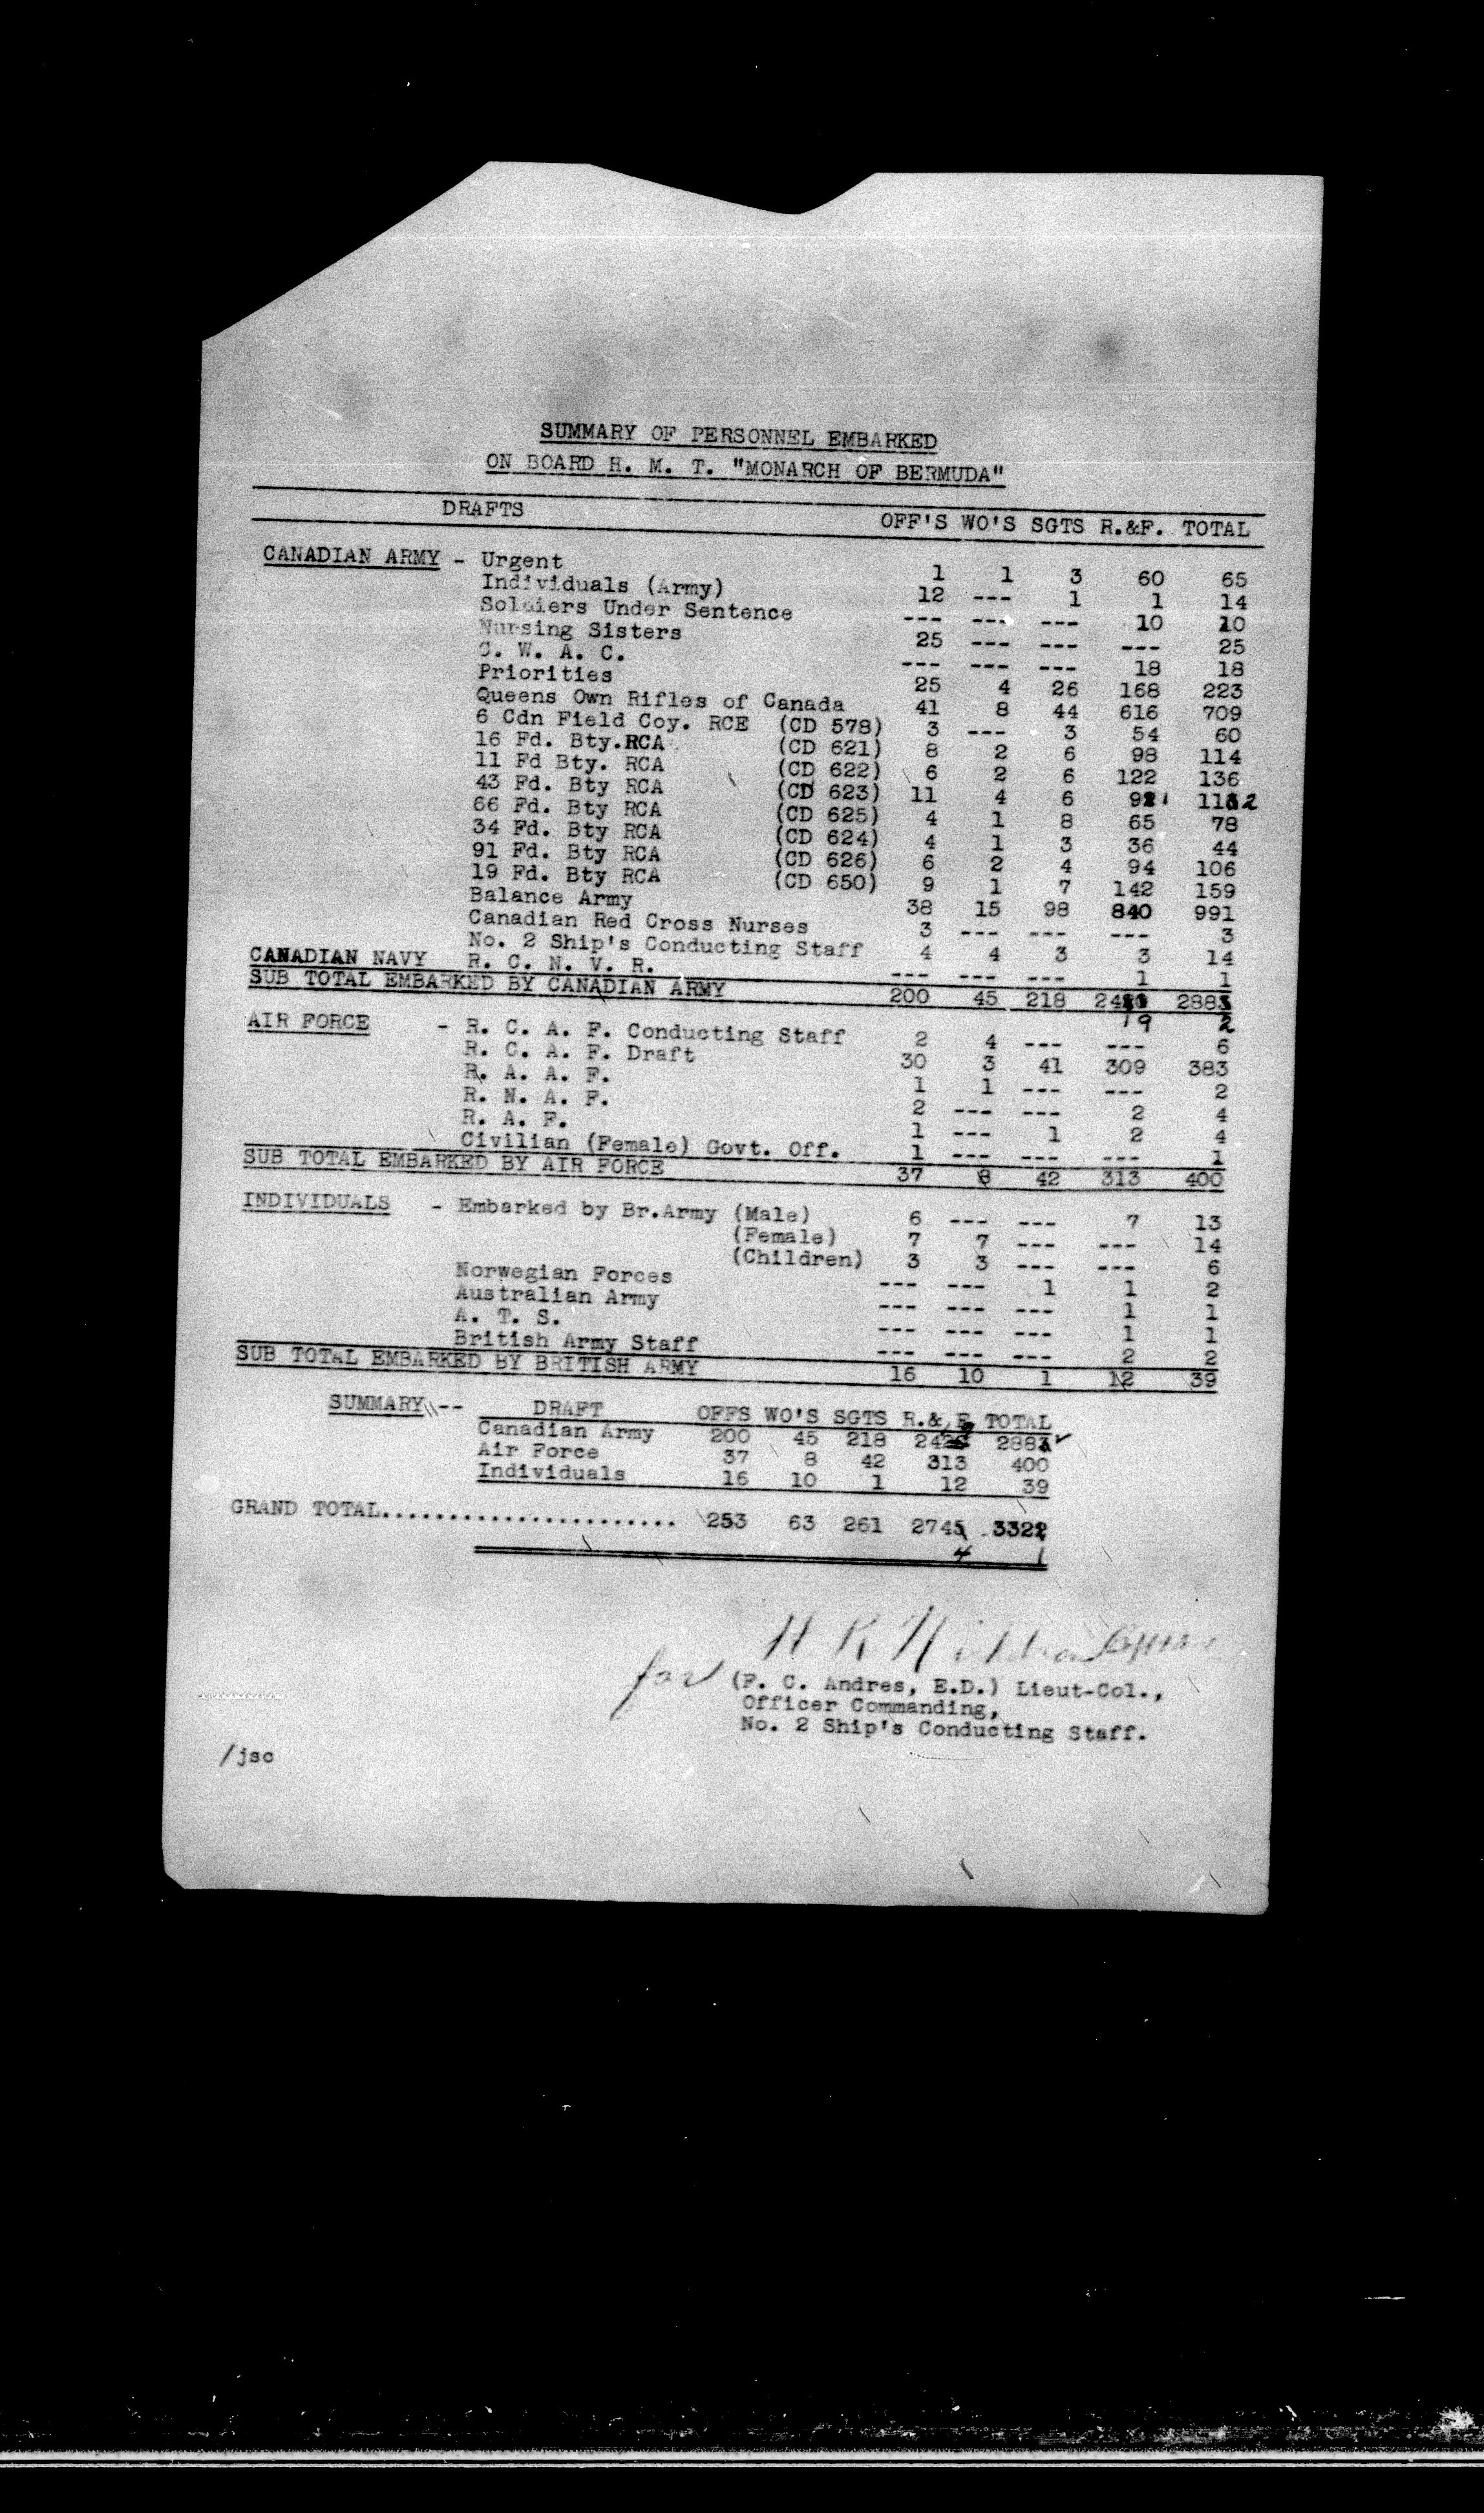 SUMMARY OF PERSONNEL EMBARKED
ON BOARD H. M. T. "MONARCH OF BERMUDA"
DRAFTS OFF'S WO'S SGTS R.&F. TOTAL
CANADIAN ARMY - Urgent 1 1 3 60 65
Individuals (Army) 12 --- 1 1 14
Soldiers Under Sentence --- --- --- 10 10
Nursing Sisters 25 --- --- --- 25
C. W. A. C. --- --- --- 18 18
Priorities 25 4 26 168 223
Queens Own Rifles of Canada 41 8 44 616 709
6 Cdn Field Coy. RCE (CD 578) 3 --- 3 54 60
16 Fd. Bty.RCA (CD 621) 8 2 6 98 114
11 Fd Bty. RCA (CD 622) 6 2 6 122 136
43 Fd. Bty RCA (CD 623) 11 4 6 91 112
66 Fd. Bty RCA (CD 625) 4 1 8 65 78
34 Fd. Bty RCA (CD 624) 4 1 3 36 44
91 Fd. Bty RCA (CD 626) 6 2 4 94 106
19 Fd. Bty RCA (CD 650) 9 1 7 142 159
Balance Army 38 15 98 840 991
Canadian Red Cross Nurses 3 --- --- --- 3
No. 2 Ship's Conducting Staff 4 4 3 3 14
CANADIAN NAVY R. C. N. V. R. --- --- --- 1 1
SUB TOTAL EMBARKED BY CANADIAN ARMY 200 45 218 2420 2883
19 2
AIR FORCE - R. C. A. F. Conducting Staff 2 4 --- --- 6
R. C. A. F. Draft 30 3 41 309 383
R. A. A. F. 1 1 --- --- 2
R. N. A. F. 2 --- --- 2 4
R. A. F. 1 --- 1 2 4
Civilian (Female) Govt. Off. 1 --- --- --- 1
SUB TOTAL EMBARKED BY AIR FORCE 37 8 42 313 400
INDIVIDUALS - Embarked by Br.Army (Male) 6 --- --- 7 13
(Female) 7 7 --- --- 14
(Children) 3 3 --- --- 6
Norwegian Forces --- --- 1 1 2
Australian Army --- --- --- 1 1
A. T. S. --- --- --- 1 1
British Army Staff --- --- --- 2 2
SUB TOTAL EMBARKED BY BRITISH ARMY 16 10 1 12 39
SUMMARY -- DRAFT OFFS WO'S SGTS R.& F TOTAL
Canadian Army 200 45 218 2883
Air Force 37 8 42 313 400
Individuals 16 10 1 12 39
GRAND TOTAL....................... 253 63 261 2745 3322
4 1
for
(F. C. Andres, E.D.) Lieut-Col.,
Officer Commanding,
No. 2 Ship's Conducting Staff.
/jsc